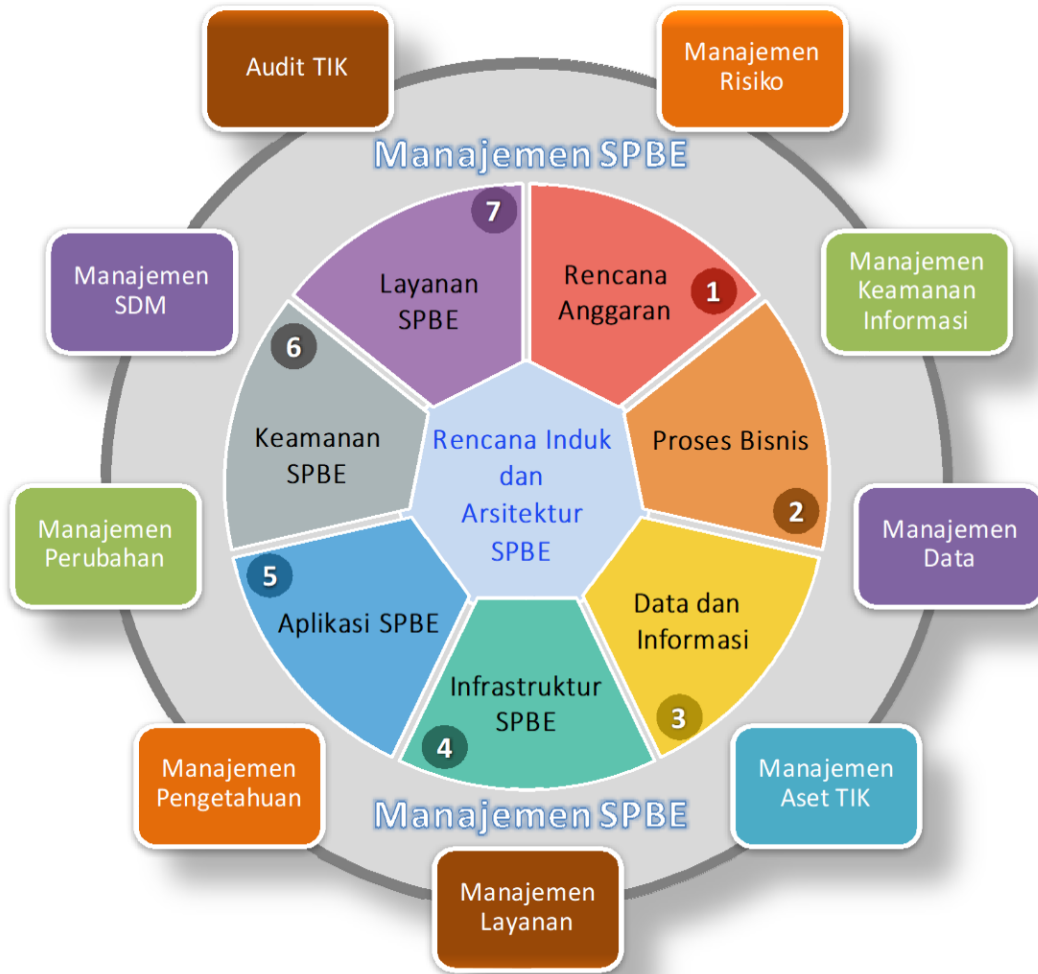 Audit TIK
Manajemen
Risiko
Manajemen SPBE
Manajemen
SDM
Manajemen
Keamanan
Informasi
7
Layanan
SPBE
Rencana
Anggaran
1
6
Keamanan
SPBE
Rencana Induk
dan
Arsitektur
SPBE
Proses Bisnis
2
Manajemen
Perubahan
Manajemen
Data
5
Aplikasi SPBE
Data dan
Informasi
3
Infrastruktur
SPBE
4
Manajemen
Pengetahuan
Manajemen
Aset TIK
Manajemen SPBE
Manajemen
Layanan